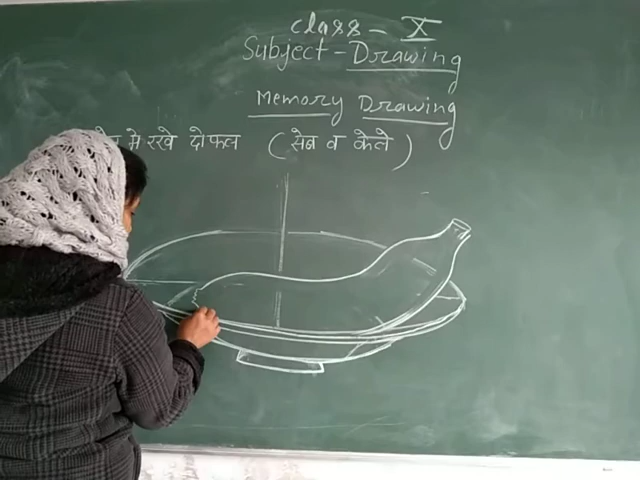 Class - X
Subject - Drawing
Memory Drawing
मे रखे दो फल (सेब व केले)